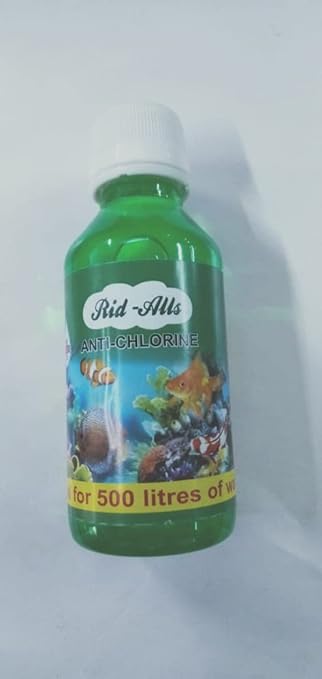 Rid-Alls
ANTI-CHLORINE
for 500 litres of